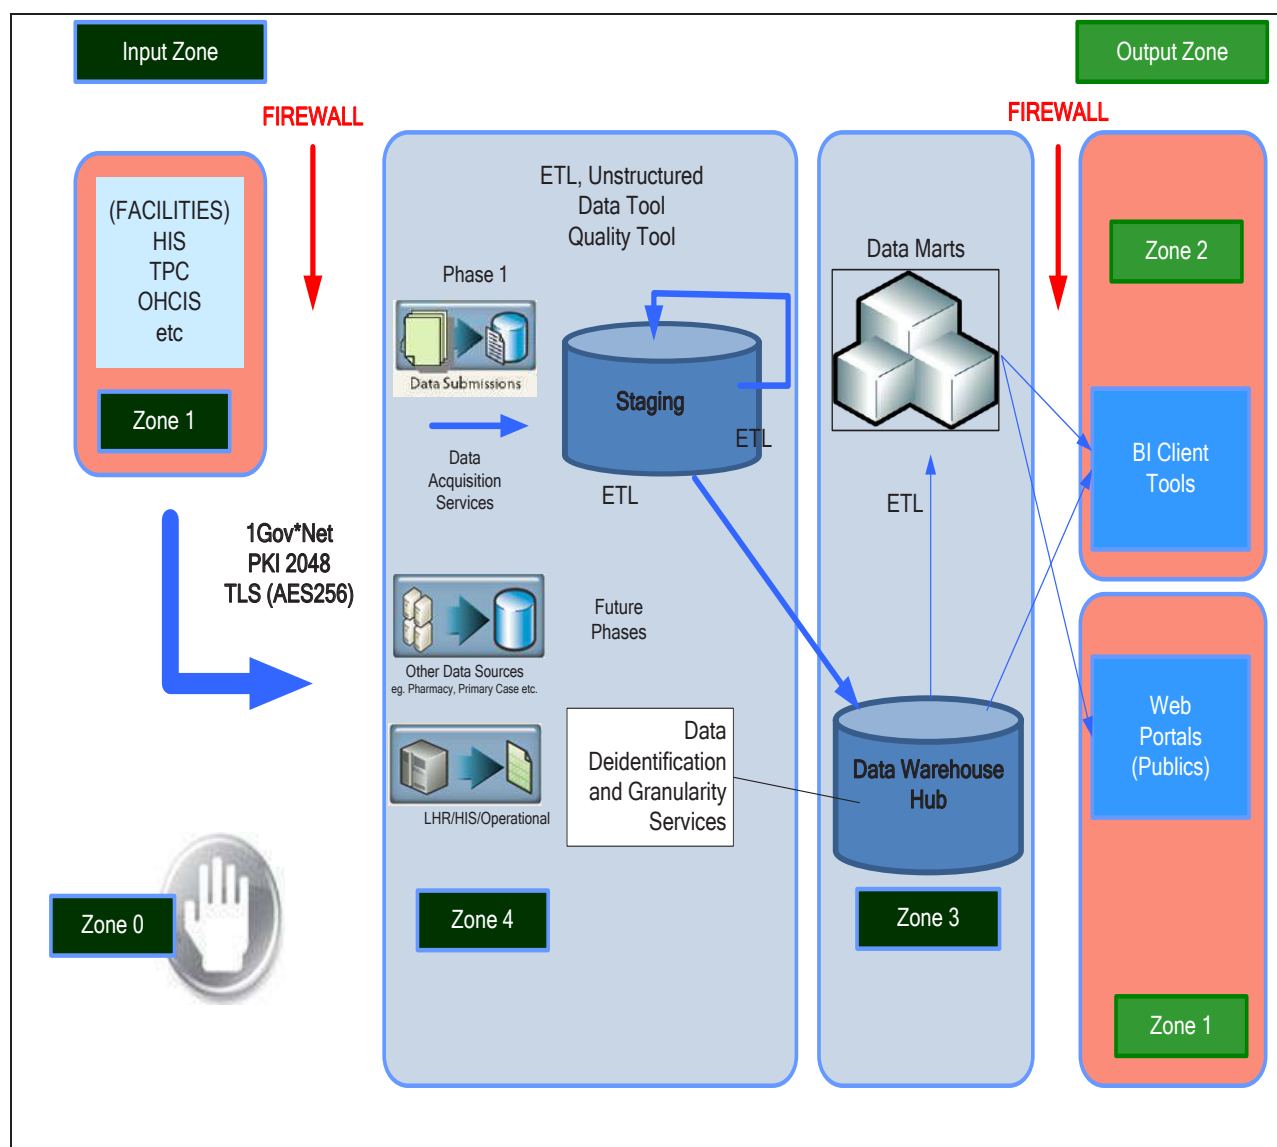 Input Zone
Output Zone
FIREWALL
FIREWALL
(FACILITIES)
HIS
TPC
OHCIS
etc
Zone 1
1Gov*Net
PKI 2048
TLS (AES256)
Zone 0
ETL, Unstructured
Data Tool
Quality Tool
Phase 1
Data Submissions
Data
Acquisition
Services
Staging
ETL
ETL
Future
Phases
Other Data Sources
eg. Pharmacy, Primary Case etc.
LHR/HIS/Operational
Data
Deidentification
and Granularity
Services
Zone 4
Data Marts
ETL
Data Warehouse
Hub
Zone 3
Zone 2
BI Client
Tools
Web
Portals
(Publics)
Zone 1